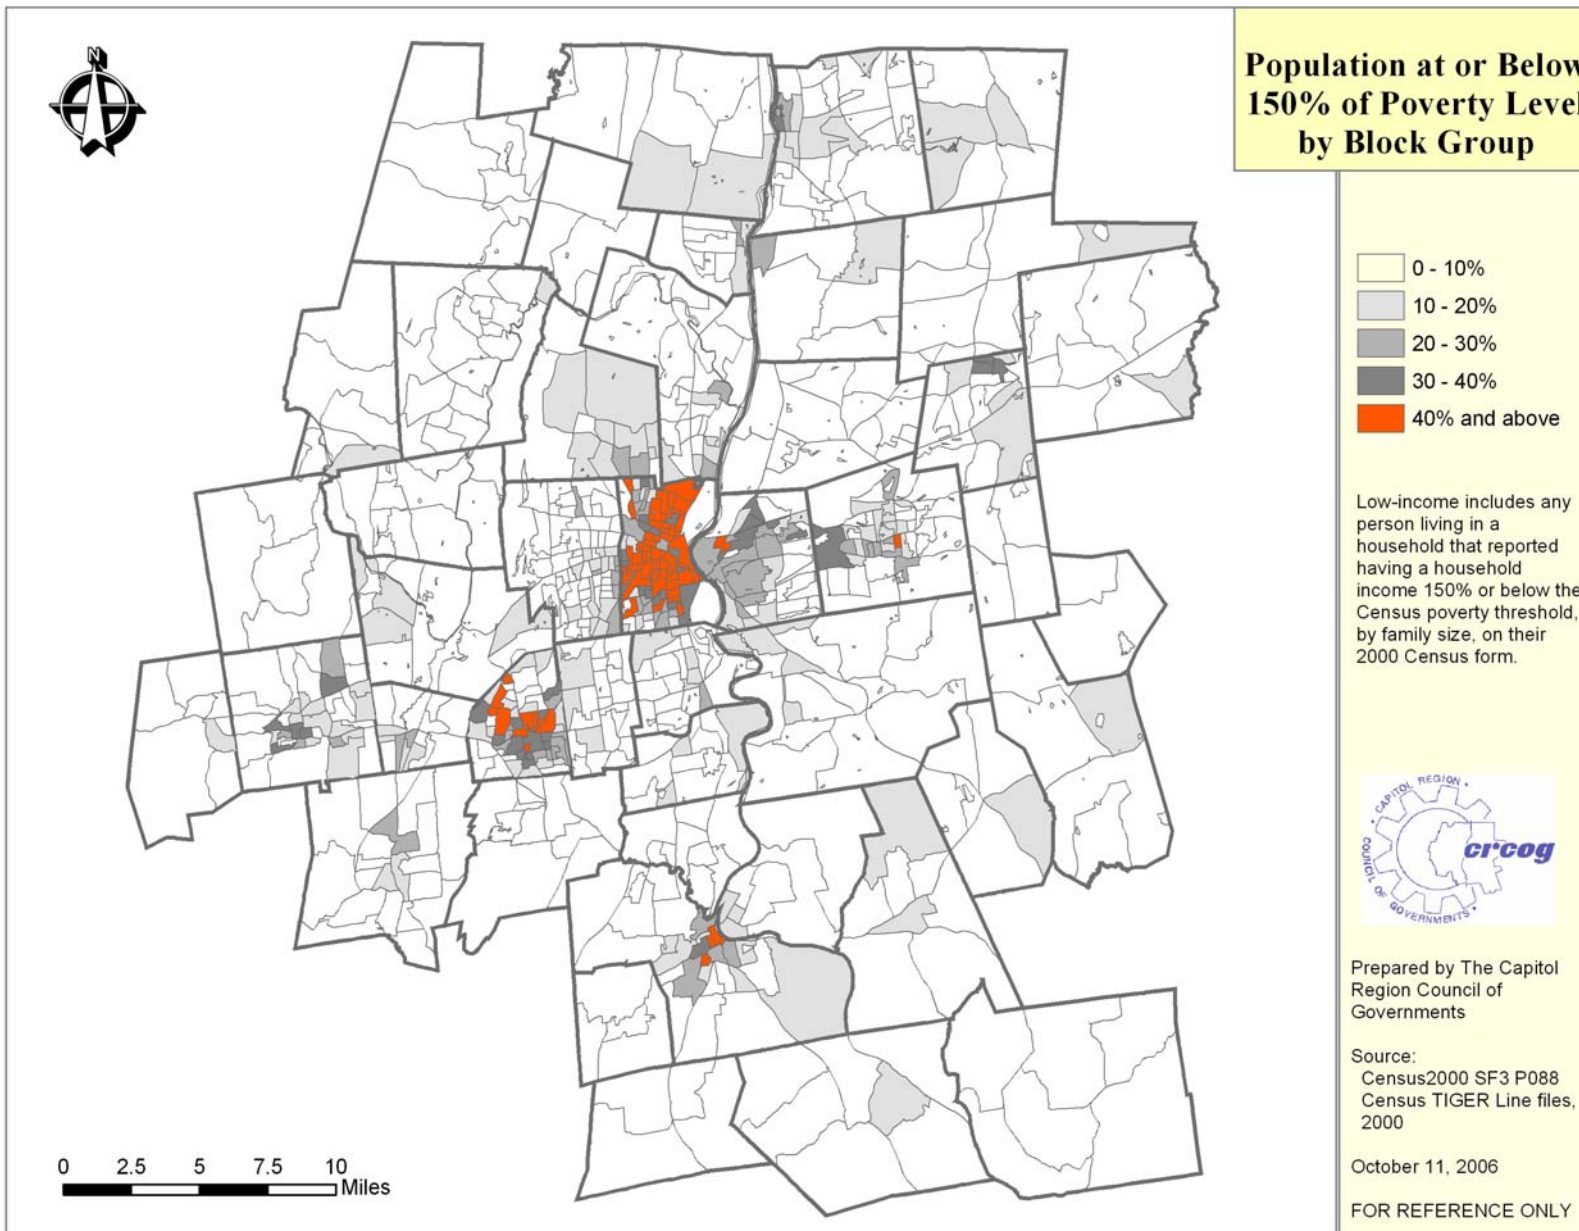 N
Population at or Below
150% of Poverty Level
by Block Group
0 - 10%
10 - 20%
20 - 30%
30 - 40%
40% and above
Low-income includes any
person living in a
household that reported
having a household
income 150% or below the
Census poverty threshold,
by family size, on their
2000 Census form.
CAPITOL REGION
COUNCIL OF GOVERNMENTS
crcog
Prepared by The Capitol
Region Council of
Governments
Source:
Census2000 SF3 P088
Census TIGER Line files,
2000
October 11, 2006
FOR REFERENCE ONLY
0 2.5 5 7.5 10
Miles